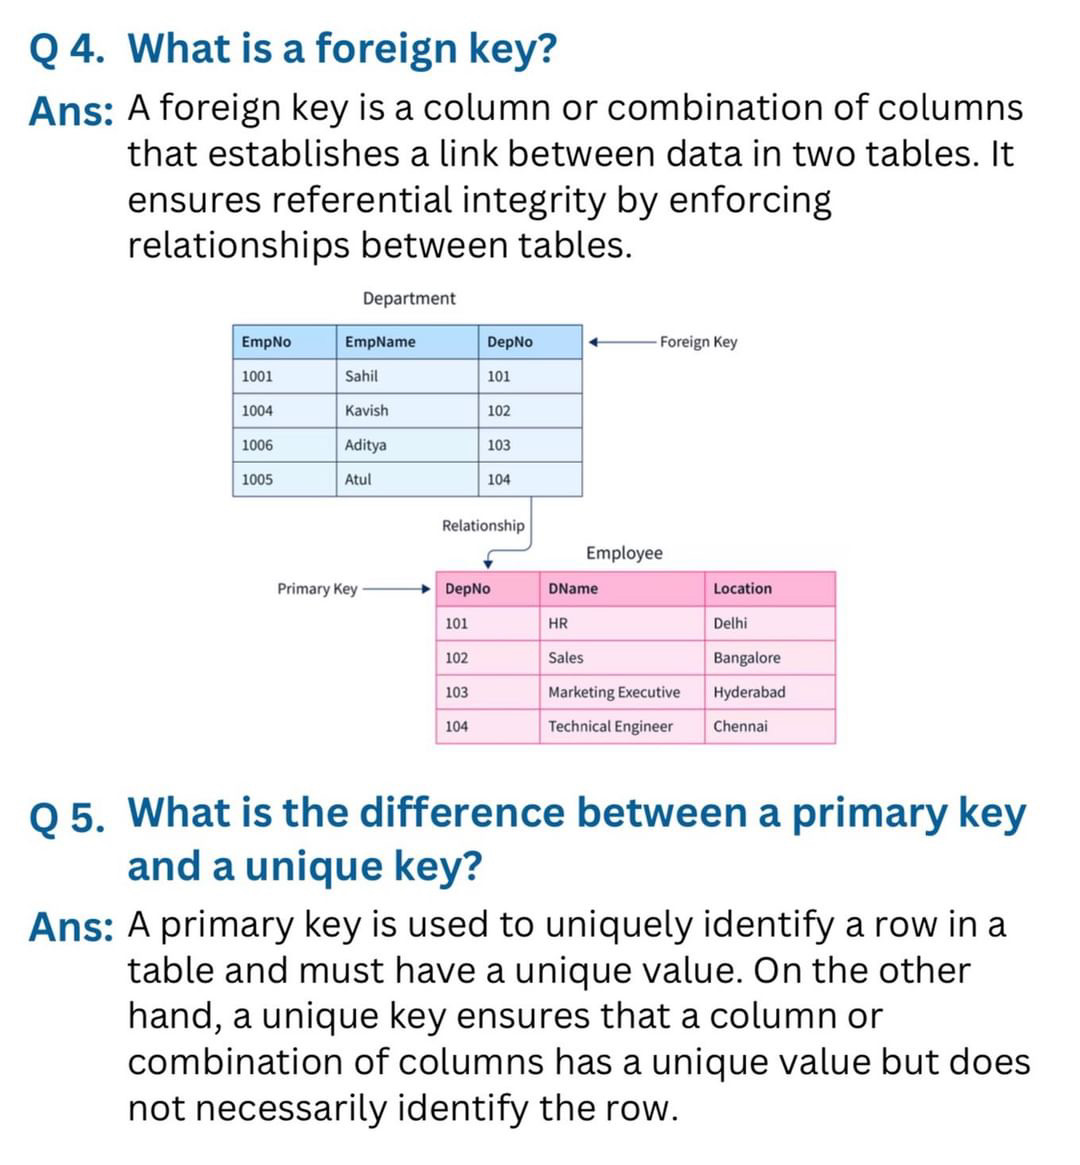 Q 4. What is a foreign key?
Ans: A foreign key is a column or combination of columns
that establishes a link between data in two tables. It
ensures referential integrity by enforcing
relationships between tables.
Department
EmpNo EmpName DepNo Foreign Key
1001 Sahil 101
1004 Kavish 102
1006 Aditya 103
1005 Atul 104
Relationship
Employee
Primary Key DepNo DName Location
101 HR Delhi
102 Sales Bangalore
103 Marketing Executive Hyderabad
104 Technical Engineer Chennai
Q 5. What is the difference between a primary key
and a unique key?
Ans: A primary key is used to uniquely identify a row in a
table and must have a unique value. On the other
hand, a unique key ensures that a column or
combination of columns has a unique value but does
not necessarily identify the row.